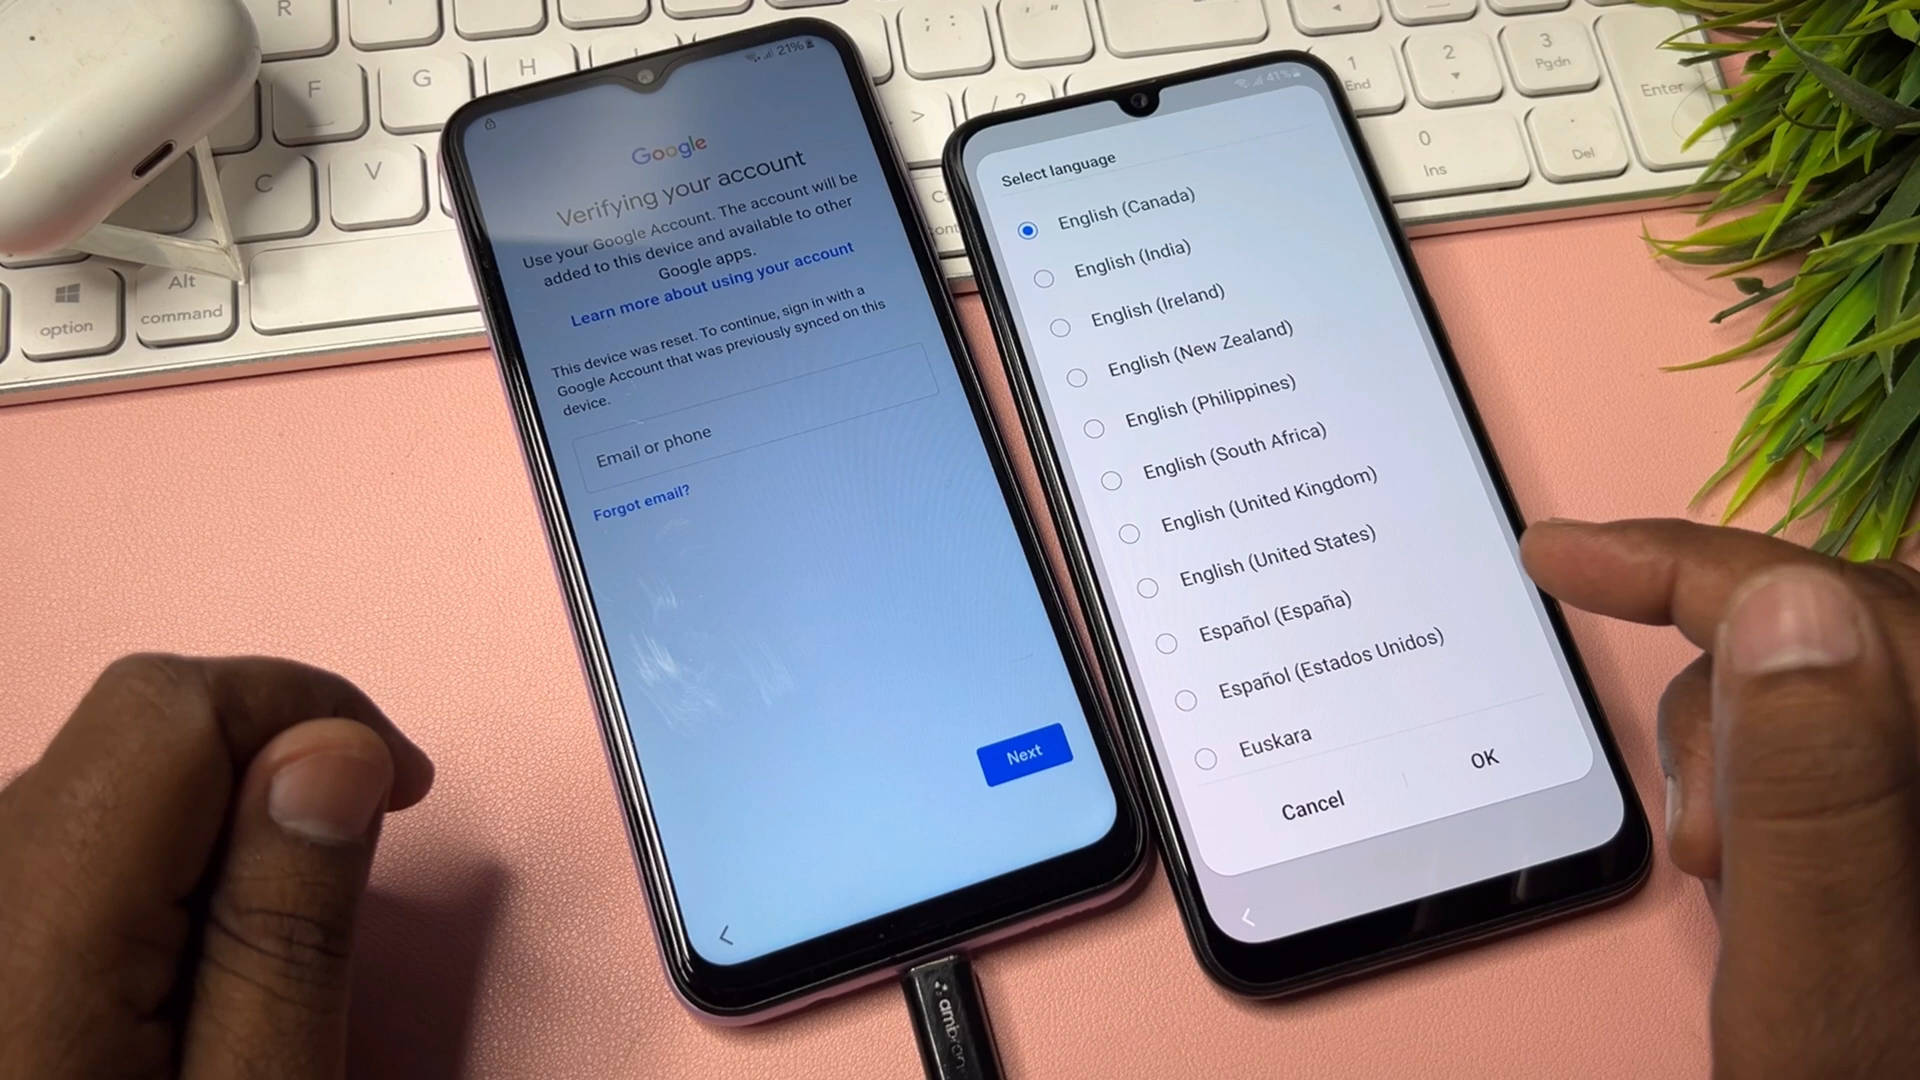 R
F
G
H
C
V
Alt
option
command
; :
' "
>
/ ?
1
End
2
3
Pgdn
0
Ins
.
Del
Enter
21%
Google
Verifying your account
Use your Google Account. The account will be
added to this device and available to other
Google apps.
Learn more about using your account
This device was reset. To continue, sign in with a
Google Account that was previously synced on this
device.
Email or phone
Forgot email?
Next
41%
Select language
English (Canada)
English (India)
English (Ireland)
English (New Zealand)
English (Philippines)
English (South Africa)
English (United Kingdom)
English (United States)
Español (España)
Español (Estados Unidos)
Euskara
Cancel
OK